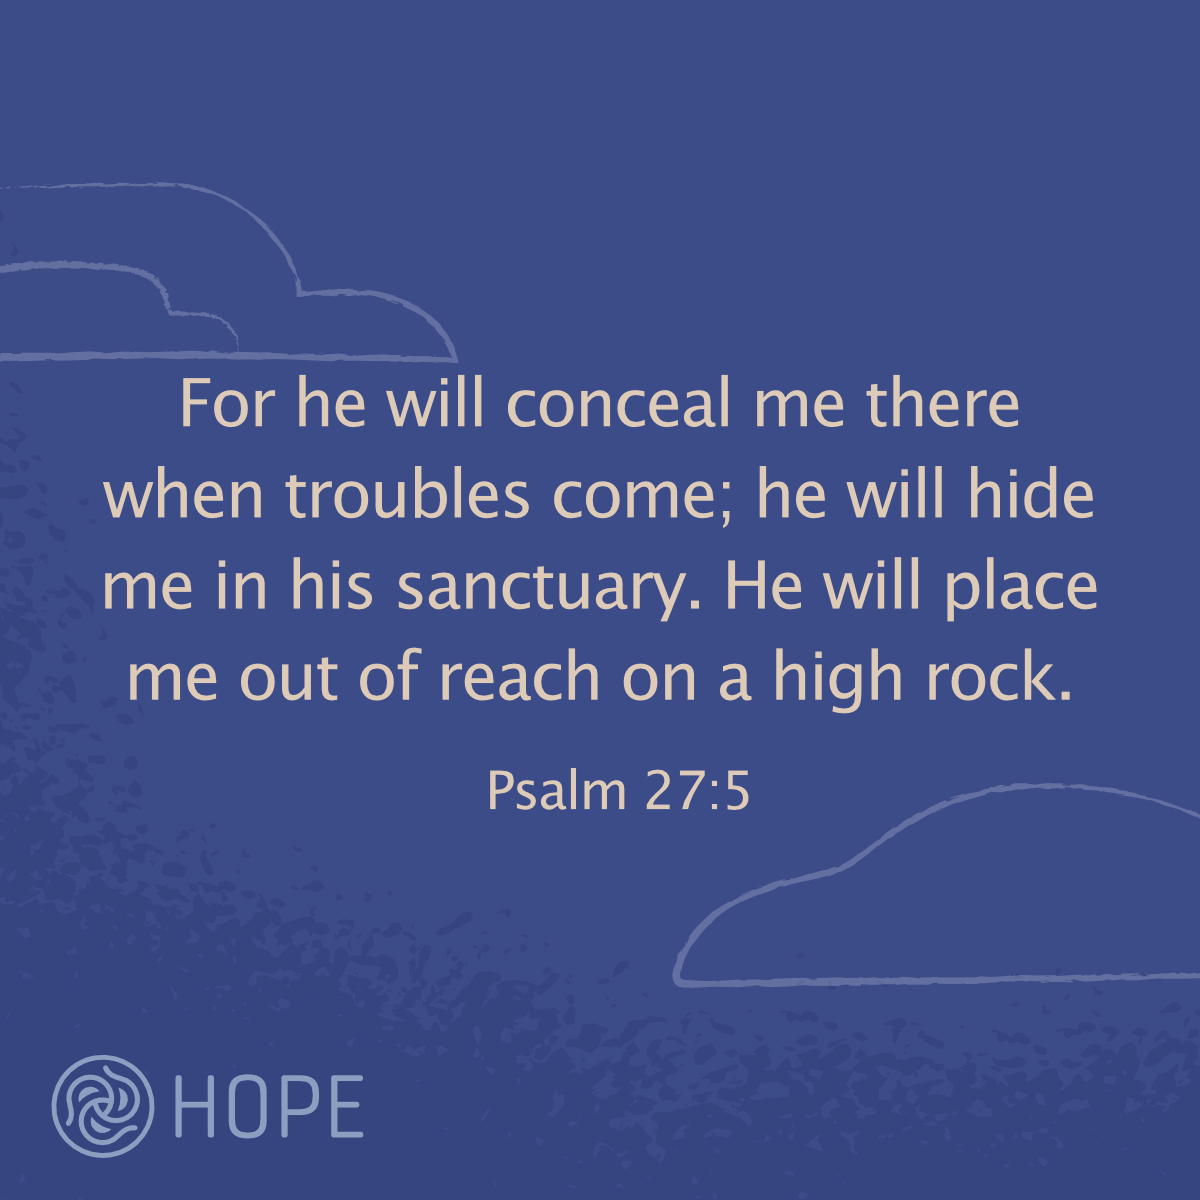 For he will conceal me there
when troubles come; he will hide
me in his sanctuary. He will place
me out of reach on a high rock.
Psalm 27:5
HOPE